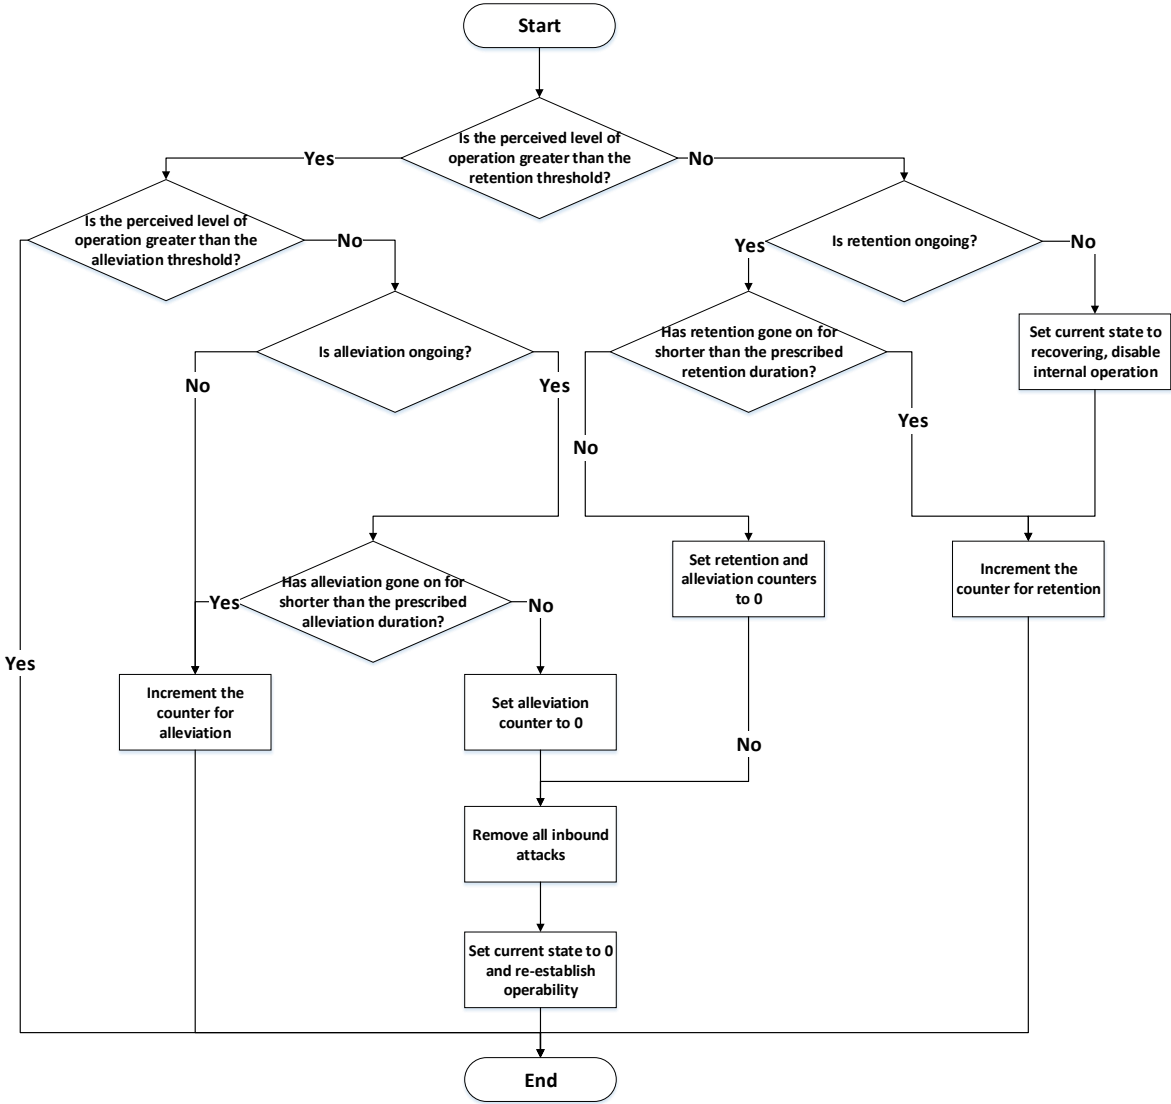 Start
Is the perceived level of
operation greater than the
retention threshold?
Yes
No
Is the perceived level of
operation greater than the
alleviation threshold?
No
Is retention ongoing?
Yes
No
Is alleviation ongoing?
No
Yes
Has retention gone on for
shorter than the prescribed
retention duration?
No
Yes
Set current state to
recovering, disable
internal operation
Has alleviation gone on for
shorter than the prescribed
alleviation duration?
Yes
No
Set retention and
alleviation counters
to 0
Increment the
counter for retention
Yes
Increment the
counter for
alleviation
Set alleviation
counter to 0
No
Remove all inbound
attacks
Set current state to 0
and re-establish
operability
End